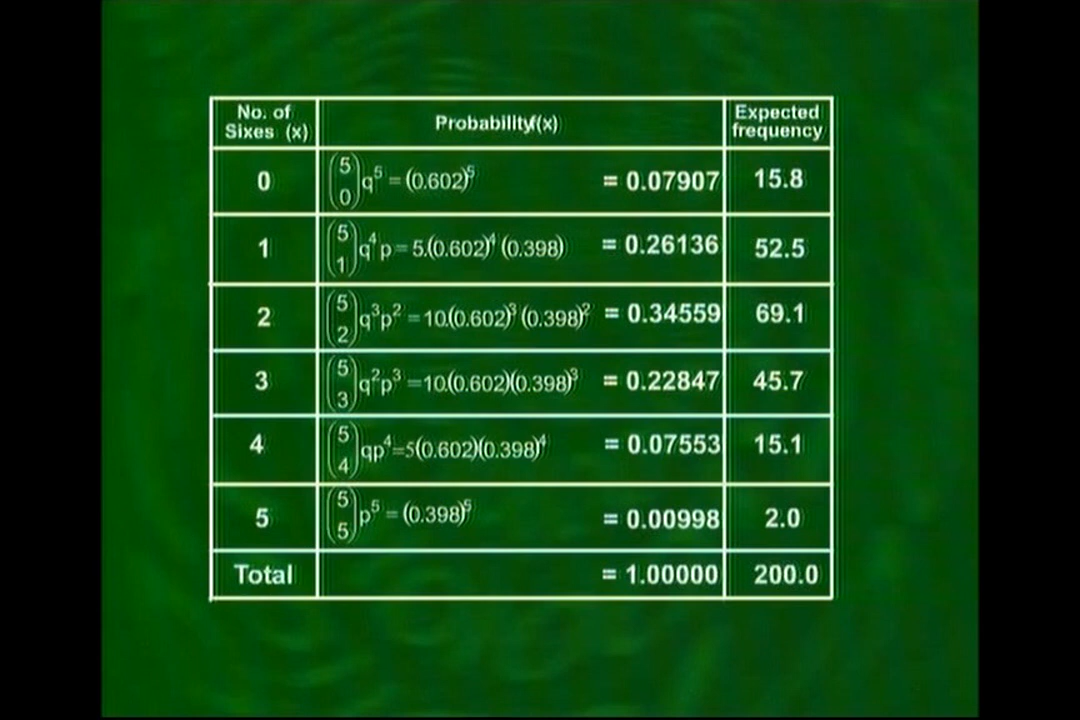 No. of Sixes (x) Probabilityf(x) Expected frequency
0 (5 0) q⁵ = (0.602)⁵ = 0.07907 15.8
1 (5 1) q⁴p = 5.(0.602)⁴ (0.398) = 0.26136 52.5
2 (5 2) q³p² = 10.(0.602)³ (0.398)² = 0.34559 69.1
3 (5 3) q²p³ = 10.(0.602)(0.398)³ = 0.22847 45.7
4 (5 4) qp⁴=5(0.602)(0.398)⁴ = 0.07553 15.1
5 (5 5) p⁵ = (0.398)⁵ = 0.00998 2.0
Total = 1.00000 200.0